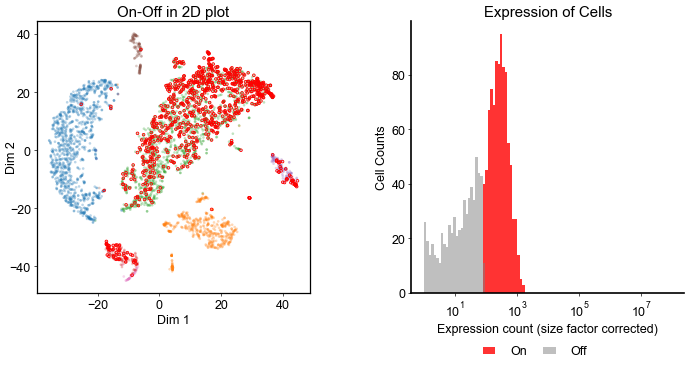 On-Off in 2D plot
Dim 2
40
20
0
−20
−40
−20
0
20
40
Dim 1
Expression of Cells
Cell Counts
80
60
40
20
0
10^1
10^3
10^5
10^7
Expression count (size factor corrected)
On
Off